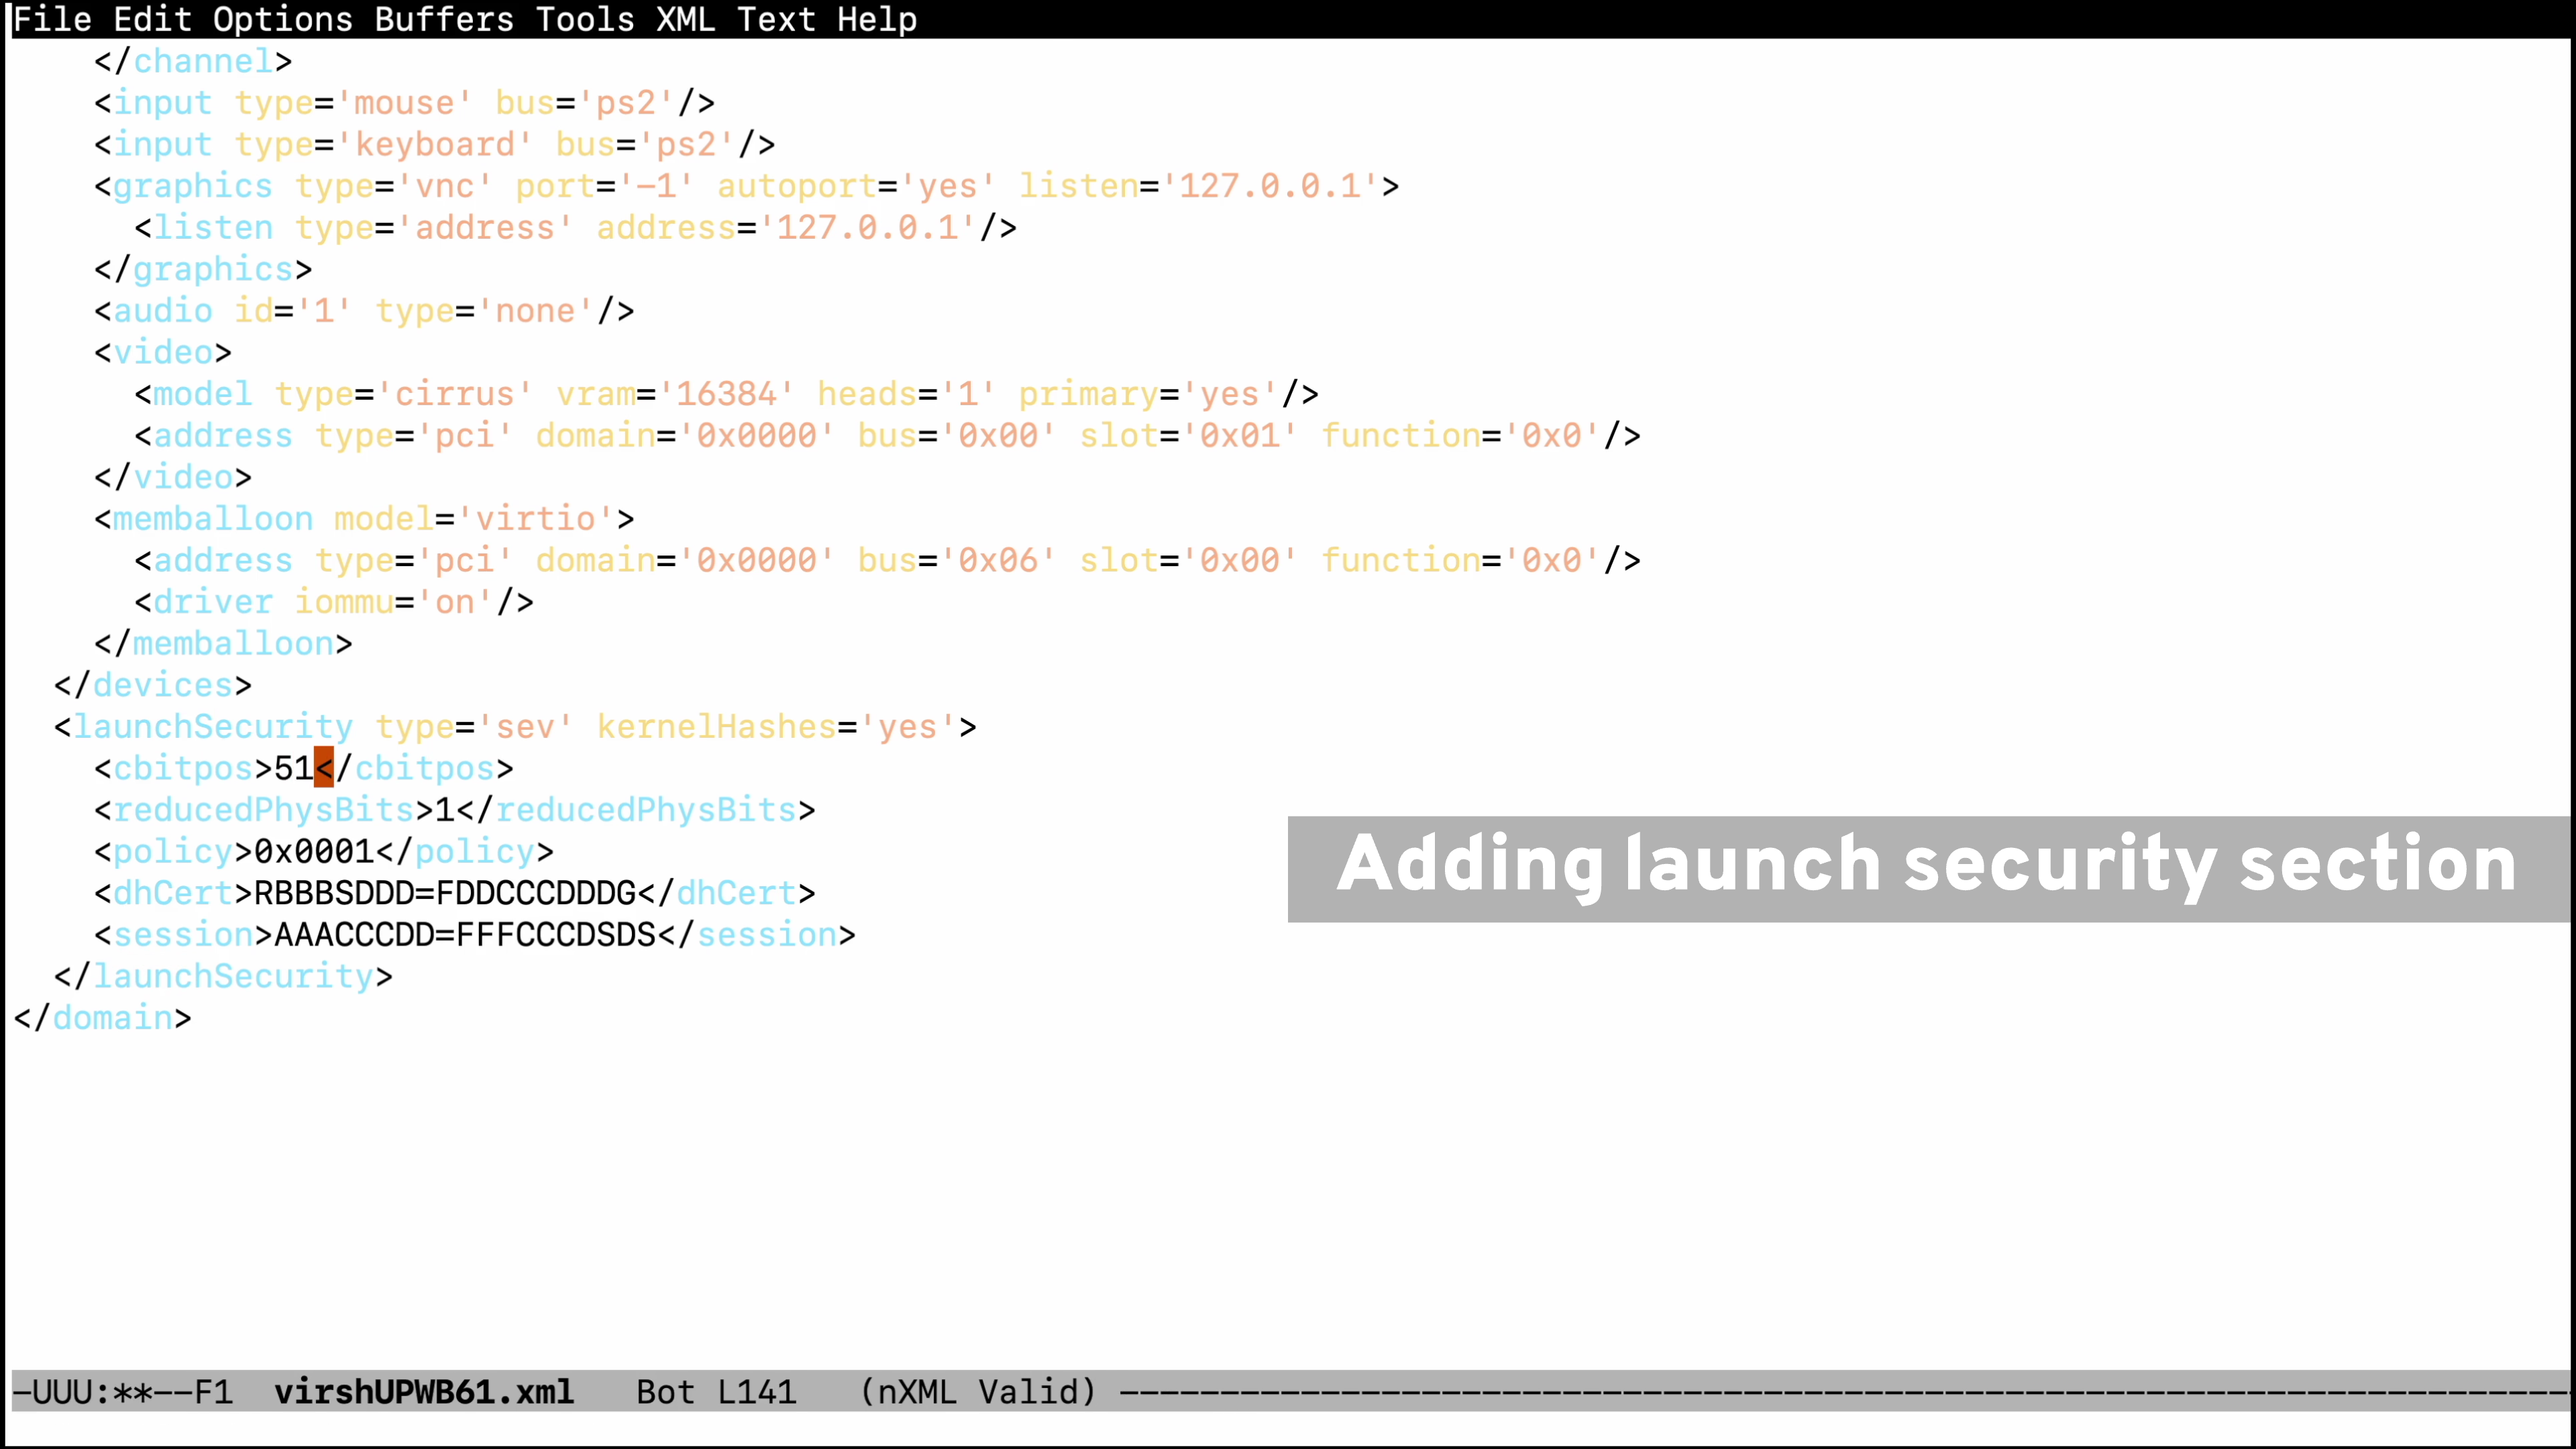 File Edit Options Buffers Tools XML Text Help
    </channel>
    <input type='mouse' bus='ps2'/>
    <input type='keyboard' bus='ps2'/>
    <graphics type='vnc' port='-1' autoport='yes' listen='127.0.0.1'>
      <listen type='address' address='127.0.0.1'/>
    </graphics>
    <audio id='1' type='none'/>
    <video>
      <model type='cirrus' vram='16384' heads='1' primary='yes'/>
      <address type='pci' domain='0x0000' bus='0x00' slot='0x01' function='0x0'/>
    </video>
    <memballoon model='virtio'>
      <address type='pci' domain='0x0000' bus='0x06' slot='0x00' function='0x0'/>
      <driver iommu='on'/>
    </memballoon>
  </devices>
  <launchSecurity type='sev' kernelHashes='yes'>
    <cbitpos>51</cbitpos>
    <reducedPhysBits>1</reducedPhysBits>
    <policy>0x0001</policy>
    <dhCert>RBBBSDDD=FDDCCCDDDG</dhCert>
    <session>AAACCCDD=FFFCCCDSDS</session>
  </launchSecurity>
</domain>
Adding launch security section
-UUU:**--F1  virshUPWB61.xml   Bot L141   (nXML Valid) ------------------------------------------------------------------------